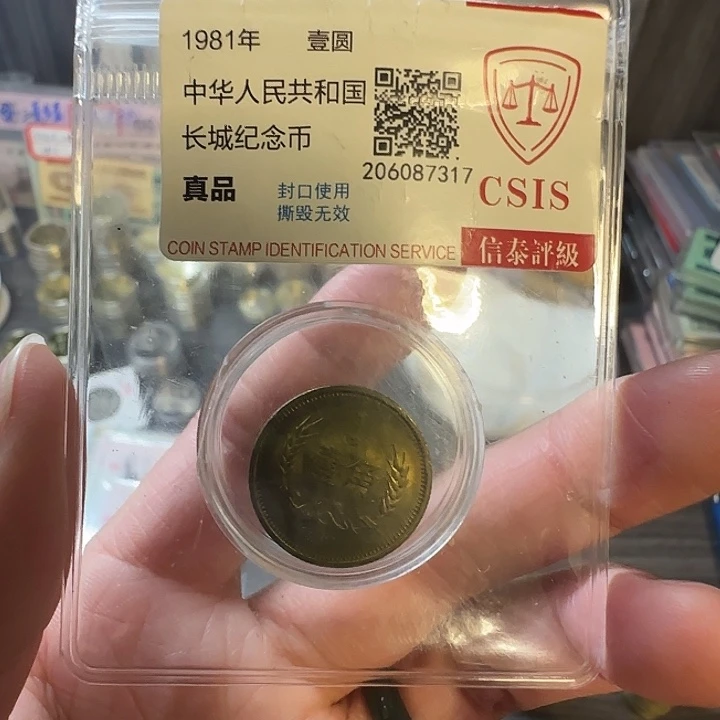 1981年 壹圆
中华人民共和国
长城纪念币
真品
封口使用
撕毁无效
206087317
CSIS
COIN STAMP IDENTIFICATION SERVICE
信泰評級
壹角